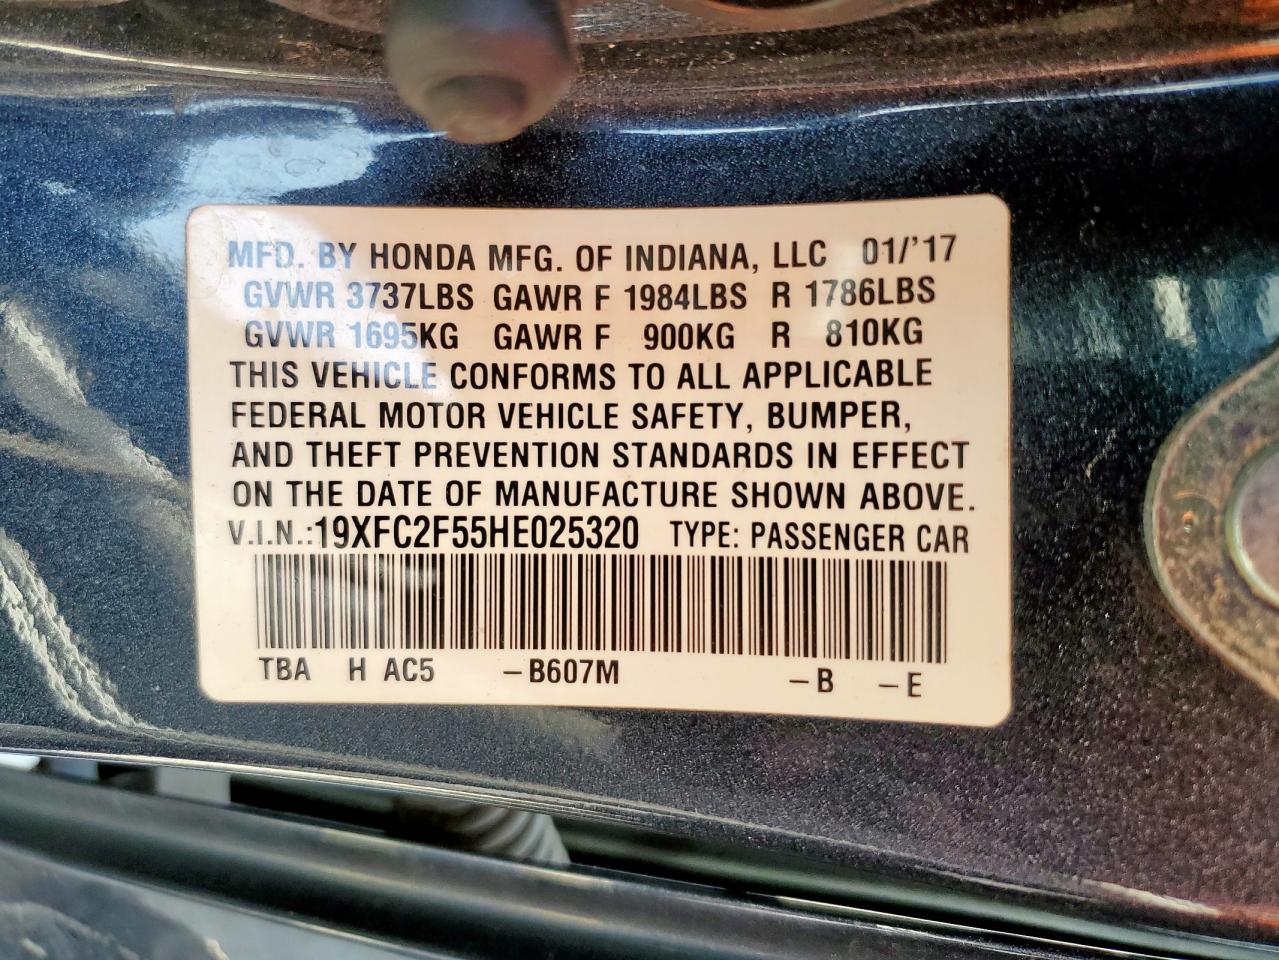 MFD. BY HONDA MFG. OF INDIANA, LLC 01/'17
GVWR 3737LBS GAWR F 1984LBS R 1786LBS
GVWR 1695KG GAWR F 900KG R 810KG
THIS VEHICLE CONFORMS TO ALL APPLICABLE
FEDERAL MOTOR VEHICLE SAFETY, BUMPER,
AND THEFT PREVENTION STANDARDS IN EFFECT
ON THE DATE OF MANUFACTURE SHOWN ABOVE.
V.I.N.:19XFC2F55HE025320 TYPE: PASSENGER CAR
TBA H AC5 –B607M –B –E